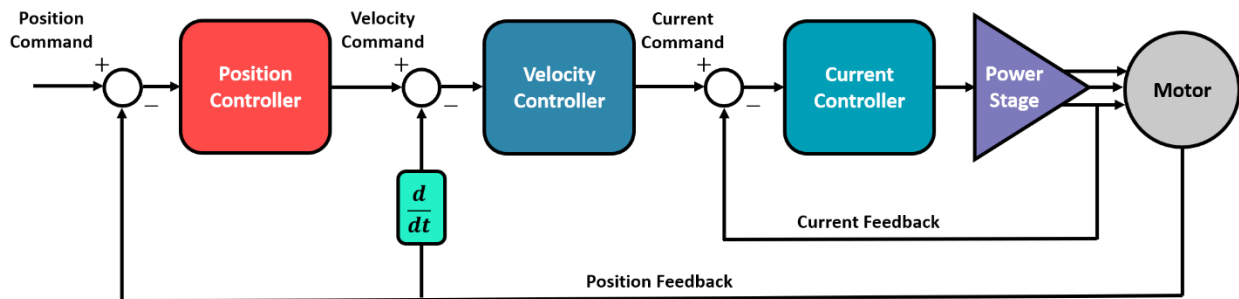 Position
Command
+
−
Position
Controller
Velocity
Command
+
−
Velocity
Controller
Current
Command
+
−
Current
Controller
Power
Stage
Motor
d
dt
Current Feedback
Position Feedback